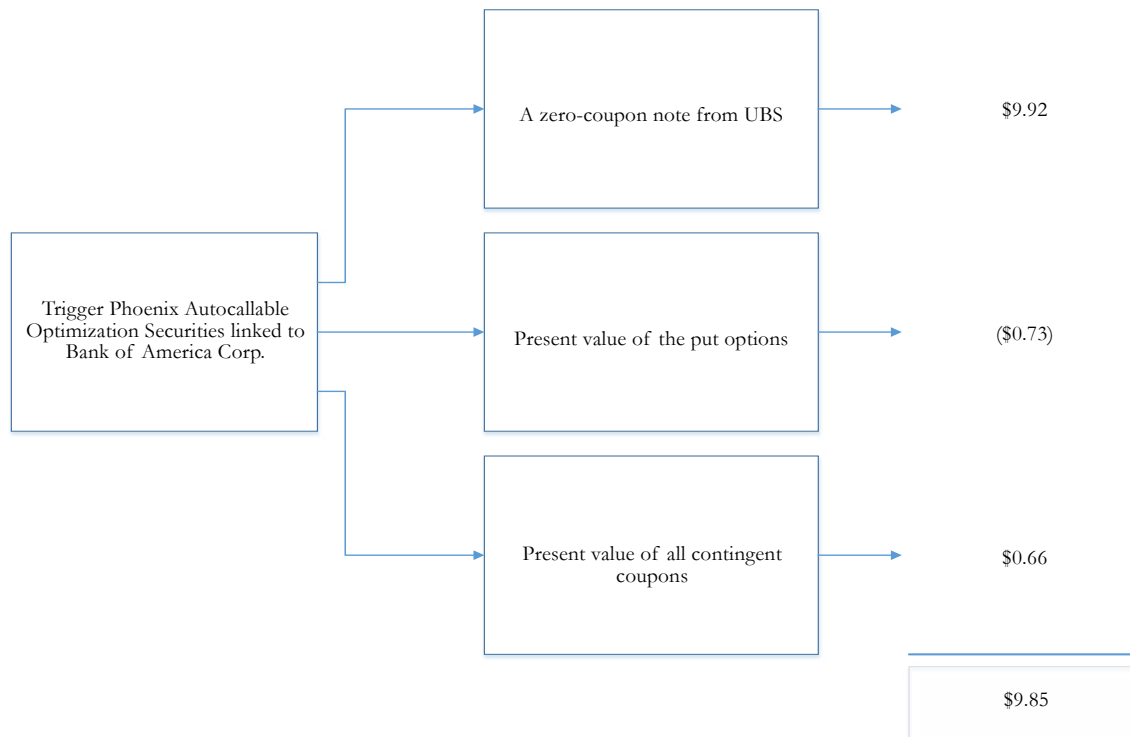 A zero-coupon note from UBS
$9.92
Trigger Phoenix Autocallable
Optimization Securities linked to
Bank of America Corp.
Present value of the put options
($0.73)
Present value of all contingent
coupons
$0.66
$9.85